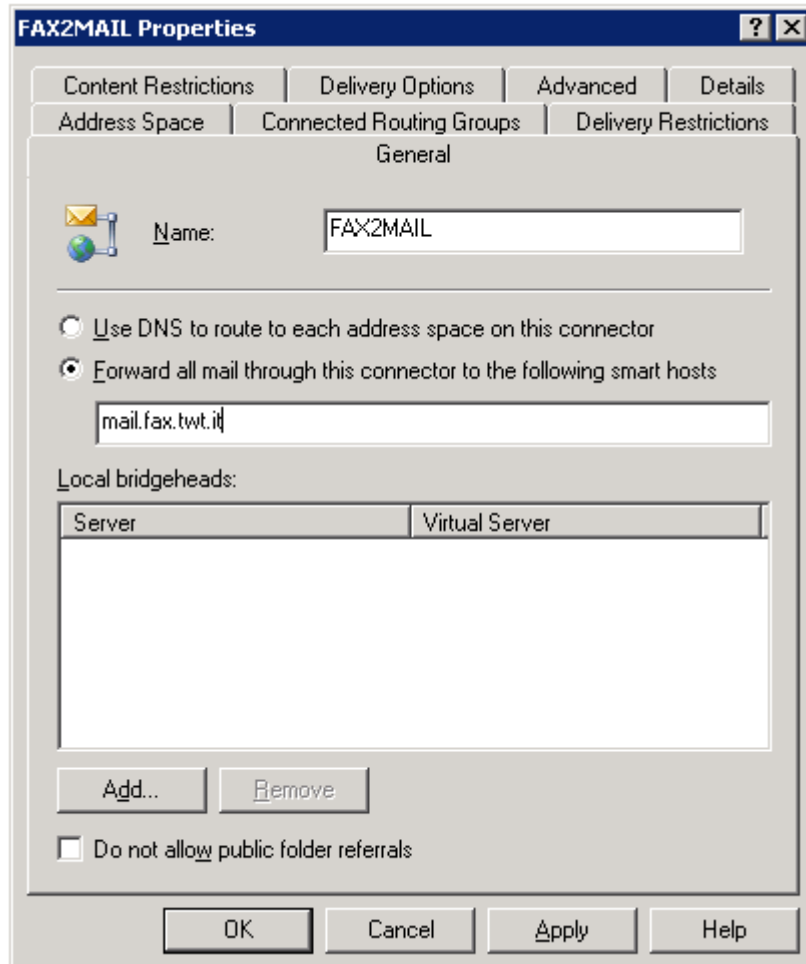 FAX2MAIL Properties
Content Restrictions Delivery Options Advanced Details
Address Space Connected Routing Groups Delivery Restrictions
General
Name: FAX2MAIL
Use DNS to route to each address space on this connector
Forward all mail through this connector to the following smart hosts
mail.fax.twt.it
Local bridgeheads:
Server Virtual Server
Add... Remove
Do not allow public folder referrals
OK Cancel Apply Help